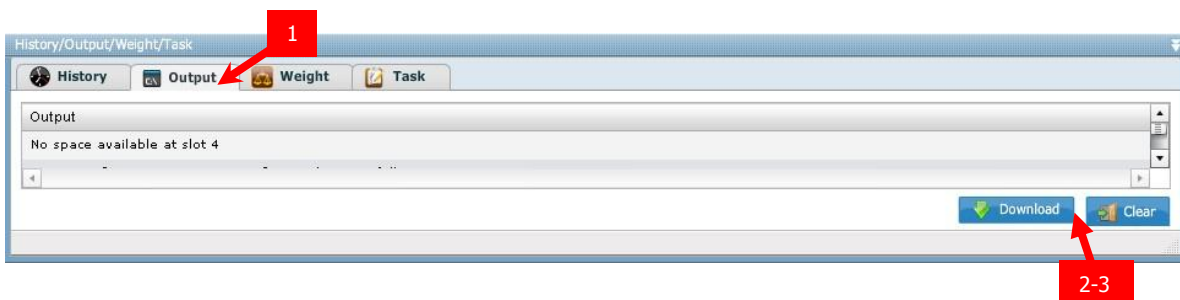 1
History/Output/Weight/Task
History Output Weight Task
Output
No space available at slot 4
Download Clear
2-3